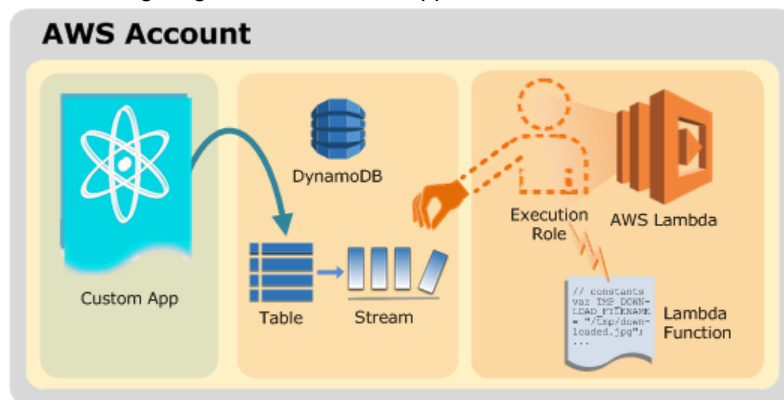 AWS Account
DynamoDB
Custom App
Table
Stream
Execution
Role
AWS Lambda
// constants
var TMP_DOWN-
LOAD_FILENAME
= "/tmp/down-
loaded.jpg";
...
Lambda
Function